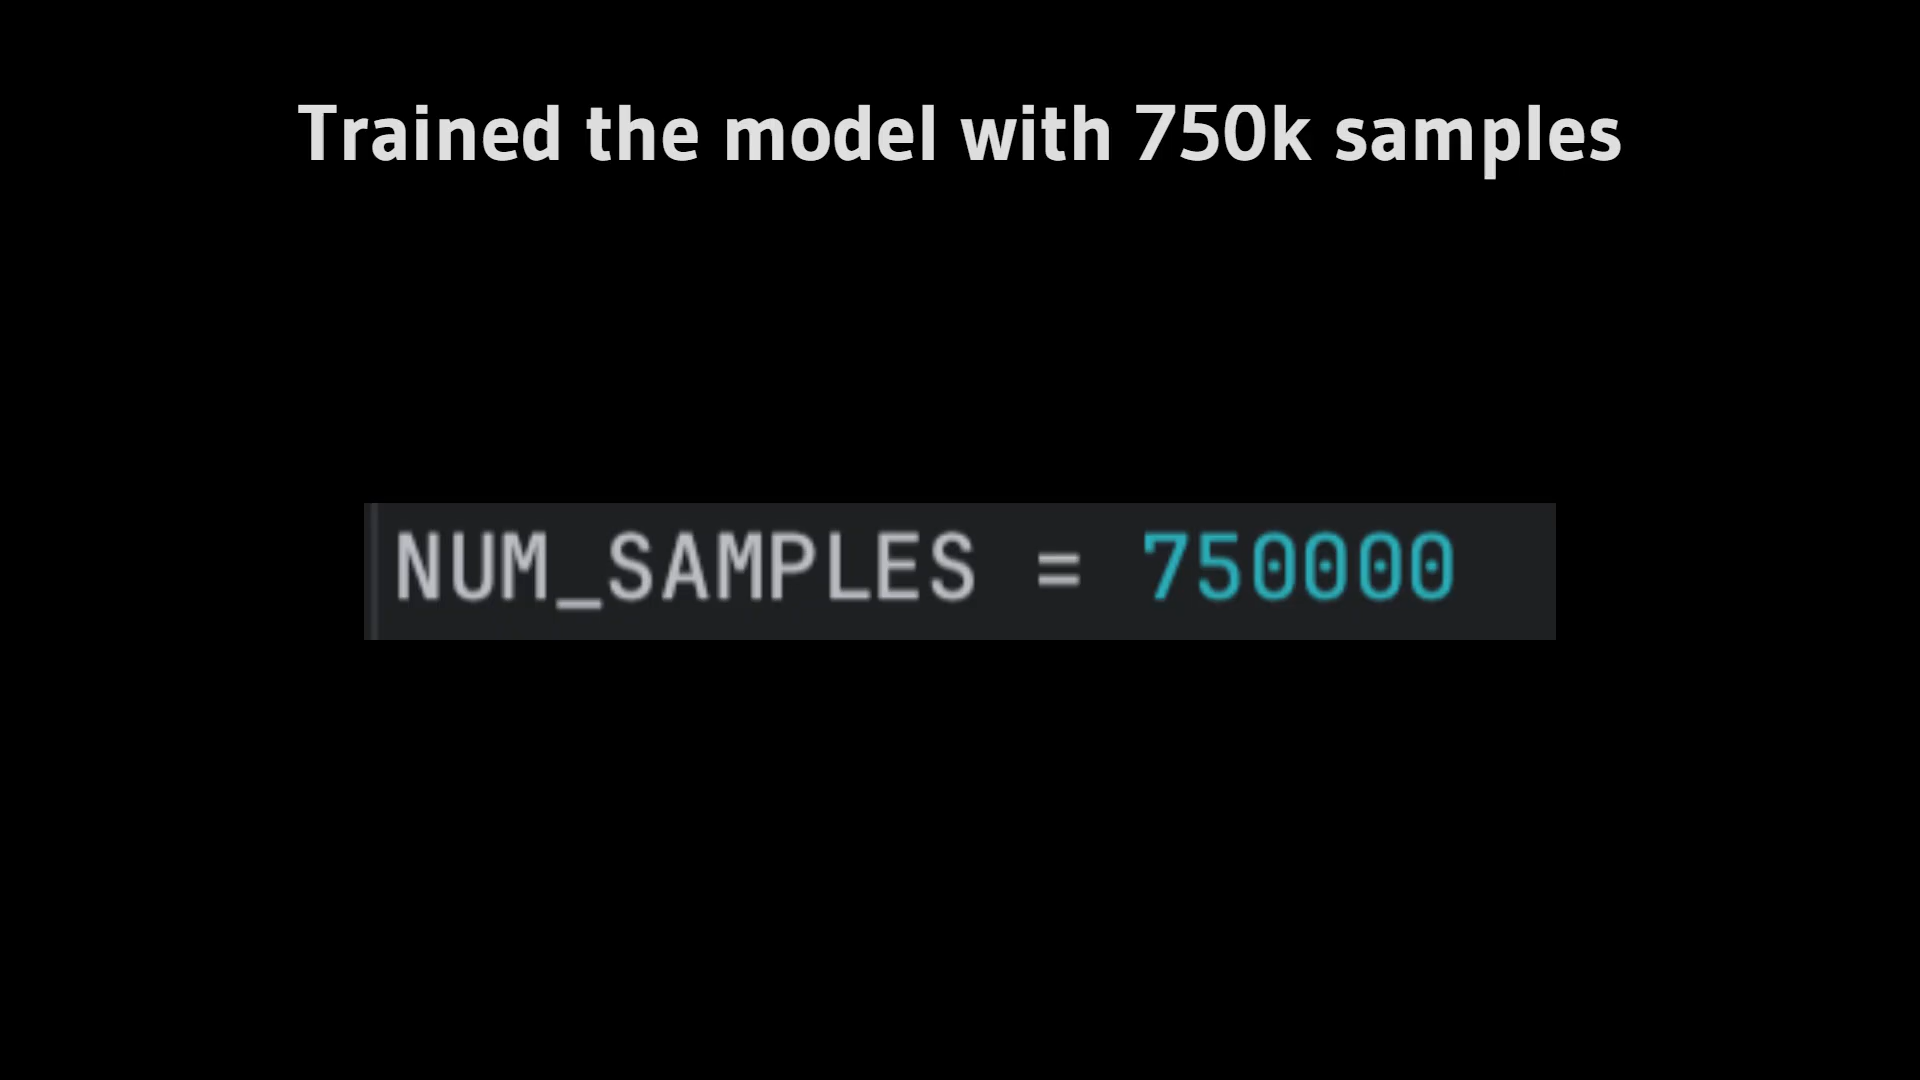 Trained the model with 750k samples
NUM_SAMPLES = 750000